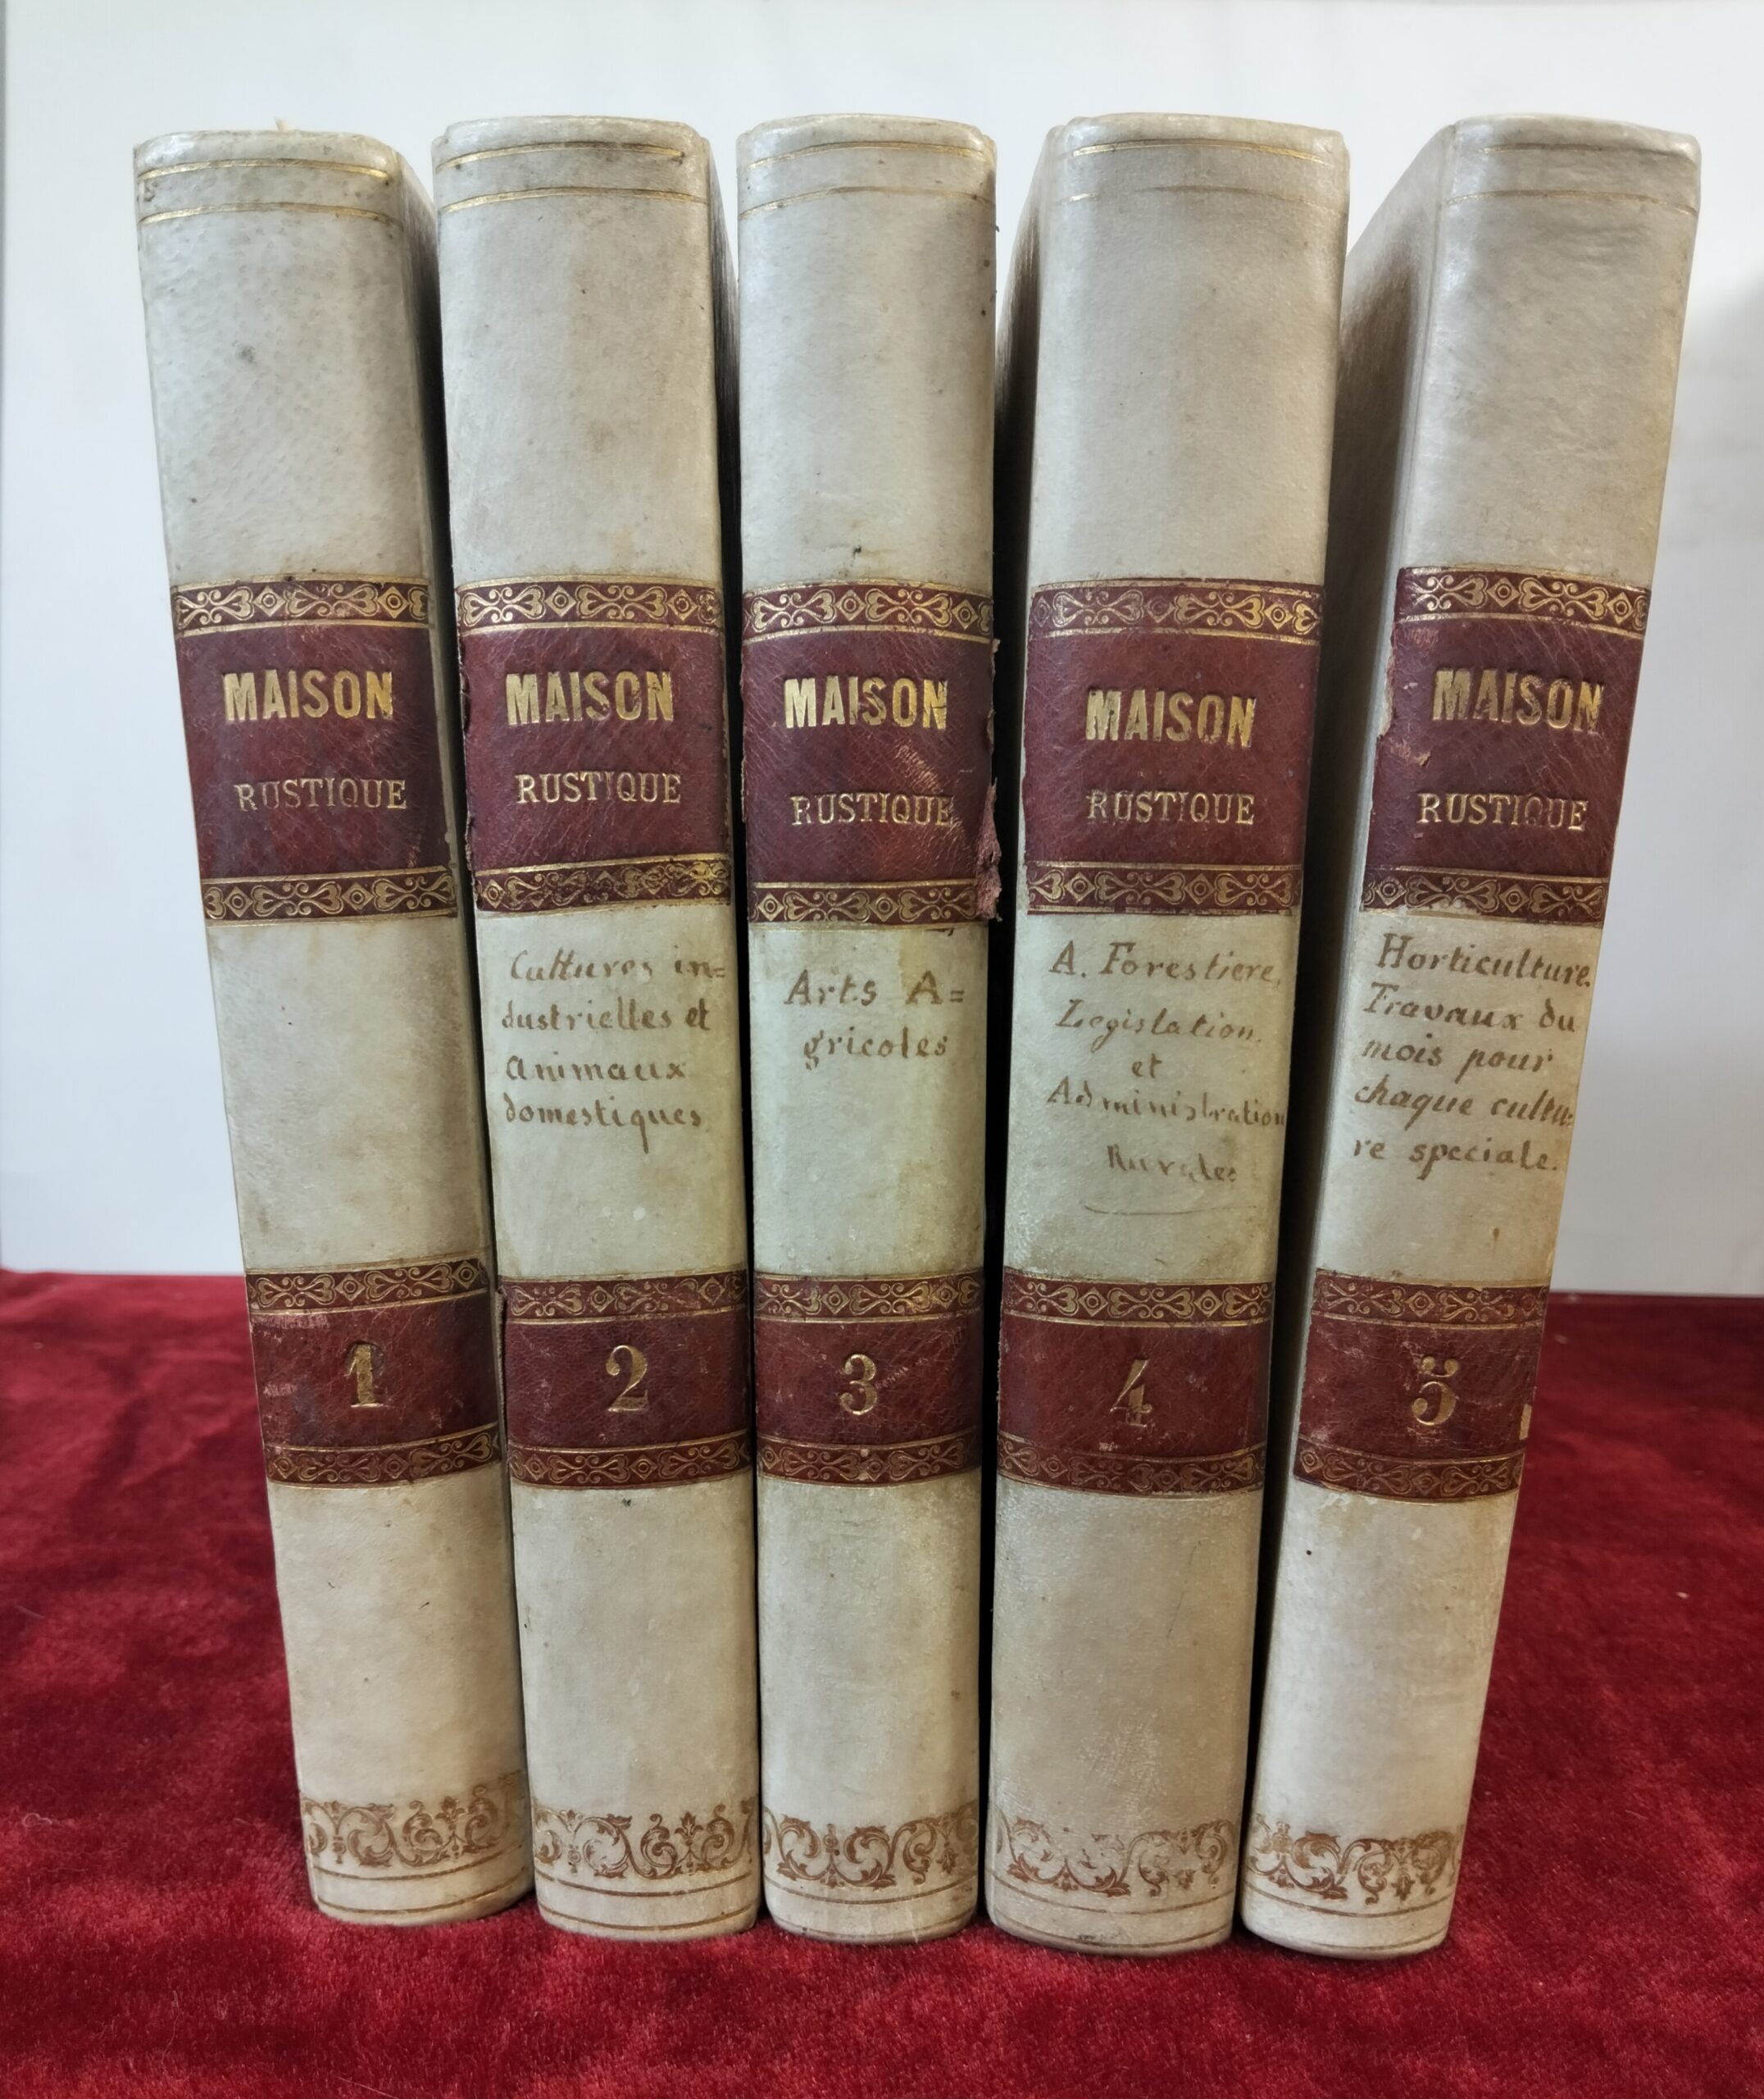 MAISON
RUSTIQUE
1
MAISON
RUSTIQUE
Cultures in=
dustrielles et
animaux
domestiques
2
MAISON
RUSTIQUE
Arts A=
gricoles
3
MAISON
RUSTIQUE
A. Forestiere,
Legislation,
et
Administration
Rurales
4
MAISON
RUSTIQUE
Horticulture.
Travaux du
mois pour
chaque cultu=
re speciale.
5